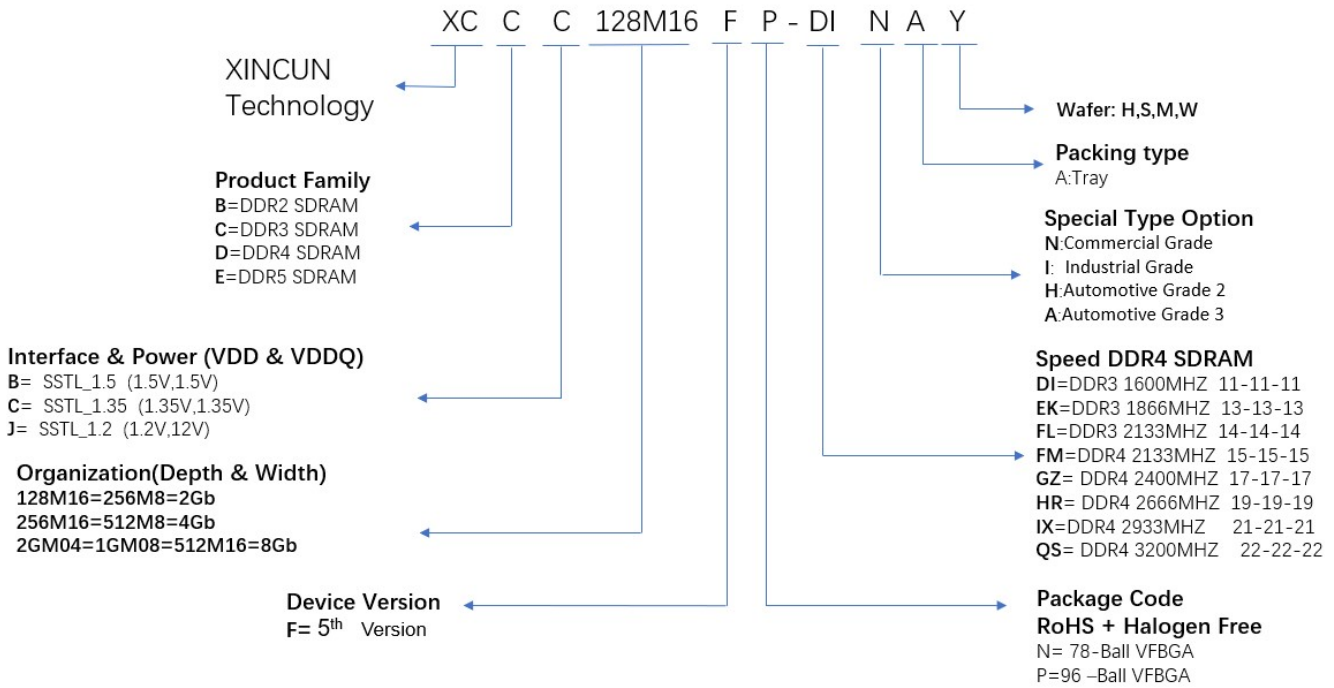 XC C C 128M16 F P - DI N A Y
XINCUN
Technology
Product Family
B=DDR2 SDRAM
C=DDR3 SDRAM
D=DDR4 SDRAM
E=DDR5 SDRAM
Interface & Power (VDD & VDDQ)
B= SSTL_1.5 (1.5V,1.5V)
C= SSTL_1.35 (1.35V,1.35V)
J= SSTL_1.2 (1.2V,12V)
Organization(Depth & Width)
128M16=256M8=2Gb
256M16=512M8=4Gb
2GM04=1GM08=512M16=8Gb
Device Version
F= 5th Version
Wafer: H,S,M,W
Packing type
A:Tray
Special Type Option
N:Commercial Grade
I: Industrial Grade
H:Automotive Grade 2
A:Automotive Grade 3
Speed DDR4 SDRAM
DI=DDR3 1600MHZ 11-11-11
EK=DDR3 1866MHZ 13-13-13
FL=DDR3 2133MHZ 14-14-14
FM=DDR4 2133MHZ 15-15-15
GZ= DDR4 2400MHZ 17-17-17
HR= DDR4 2666MHZ 19-19-19
IX=DDR4 2933MHZ 21-21-21
QS= DDR4 3200MHZ 22-22-22
Package Code
RoHS + Halogen Free
N= 78-Ball VFBGA
P=96 –Ball VFBGA